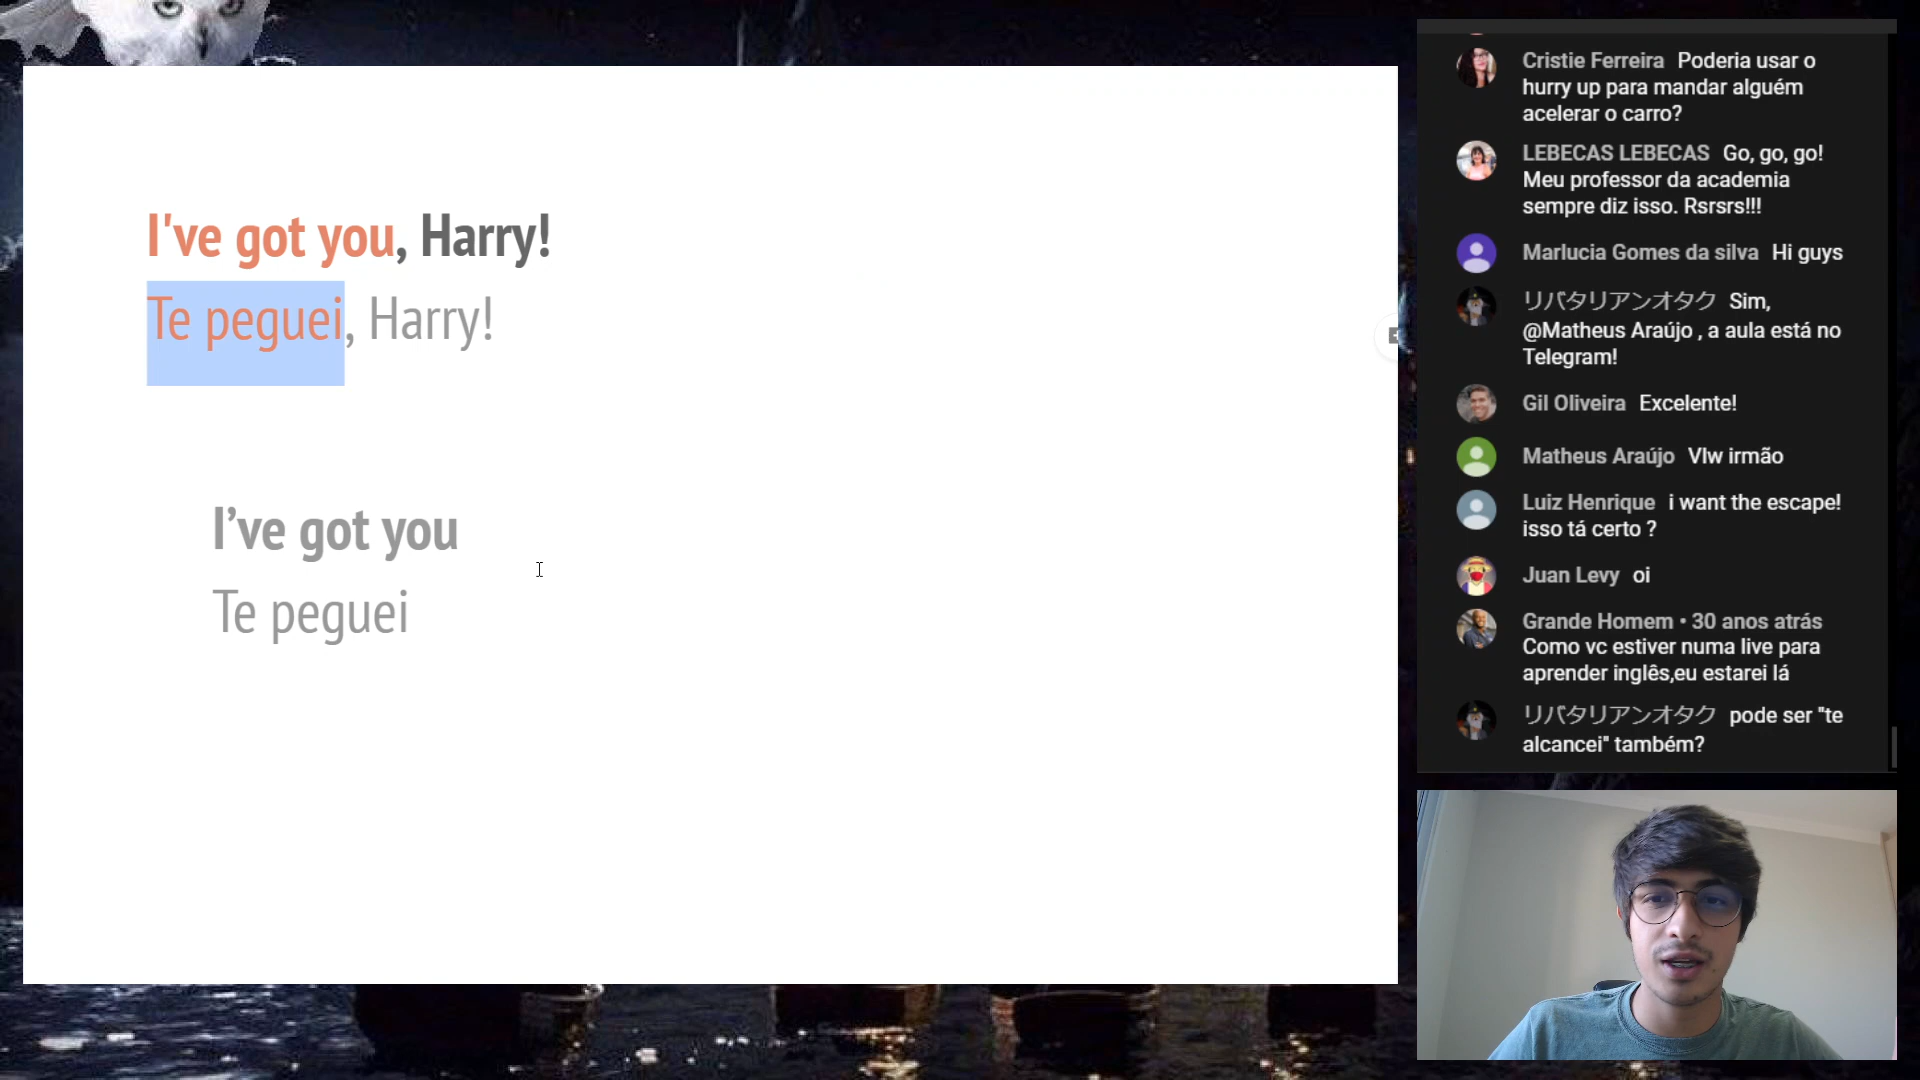 I've got you, Harry!
Te peguei, Harry!
I’ve got you
Te peguei
Cristie Ferreira Poderia usar o
hurry up para mandar alguém
acelerar o carro?
LEBECAS LEBECAS Go, go, go!
Meu professor da academia
sempre diz isso. Rsrsrs!!!
Marlucia Gomes da silva Hi guys
リバタリアンオタク Sim,
@Matheus Araújo , a aula está no
Telegram!
Gil Oliveira Excelente!
Matheus Araújo Vlw irmão
Luiz Henrique i want the escape!
isso tá certo ?
Juan Levy oi
Grande Homem • 30 anos atrás
Como vc estiver numa live para
aprender inglês,eu estarei lá
リバタリアンオタク pode ser "te
alcancei" também?